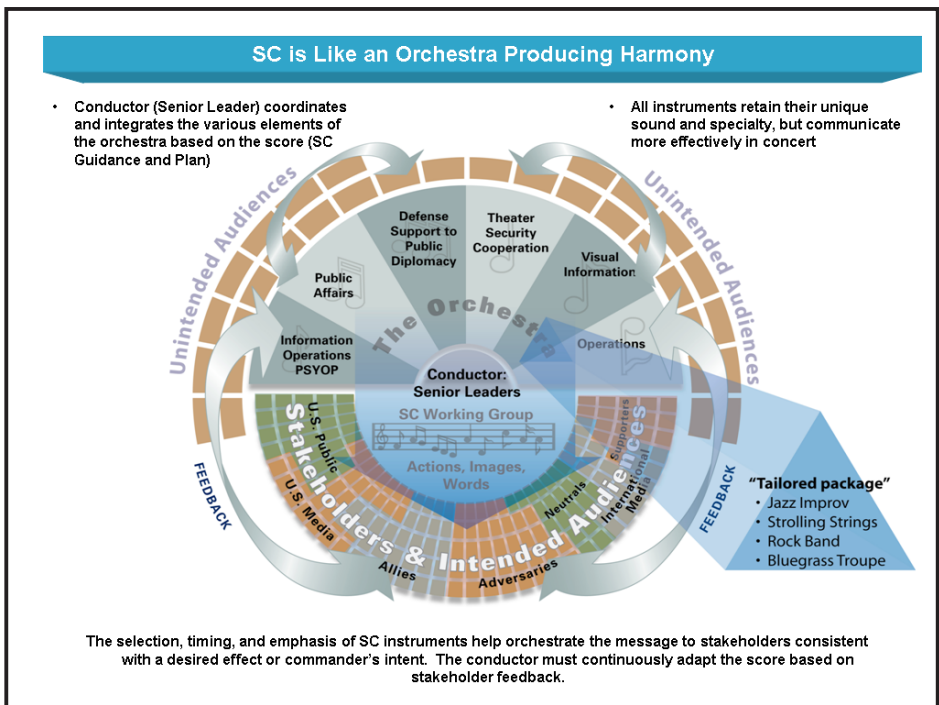 SC is Like an Orchestra Producing Harmony
• Conductor (Senior Leader) coordinates
and integrates the various elements of
the orchestra based on the score (SC
Guidance and Plan)
• All instruments retain their unique
sound and specialty, but communicate
more effectively in concert
Unintended Audiences
Unintended Audiences
Defense
Support to
Public
Diplomacy
Theater
Security
Cooperation
Public
Affairs
Visual
Information
Information
Operations
PSYOP
Operations
The Orchestra
Conductor:
Senior Leaders
SC Working Group
Actions, Images,
Words
Stakeholders & Intended Audiences
U.S. Public
U.S. Media
Allies
Adversaries
Neutrals
International
Media
Supporters
FEEDBACK
FEEDBACK
“Tailored package”
• Jazz Improv
• Strolling Strings
• Rock Band
• Bluegrass Troupe
The selection, timing, and emphasis of SC instruments help orchestrate the message to stakeholders consistent
with a desired effect or commander’s intent. The conductor must continuously adapt the score based on
stakeholder feedback.